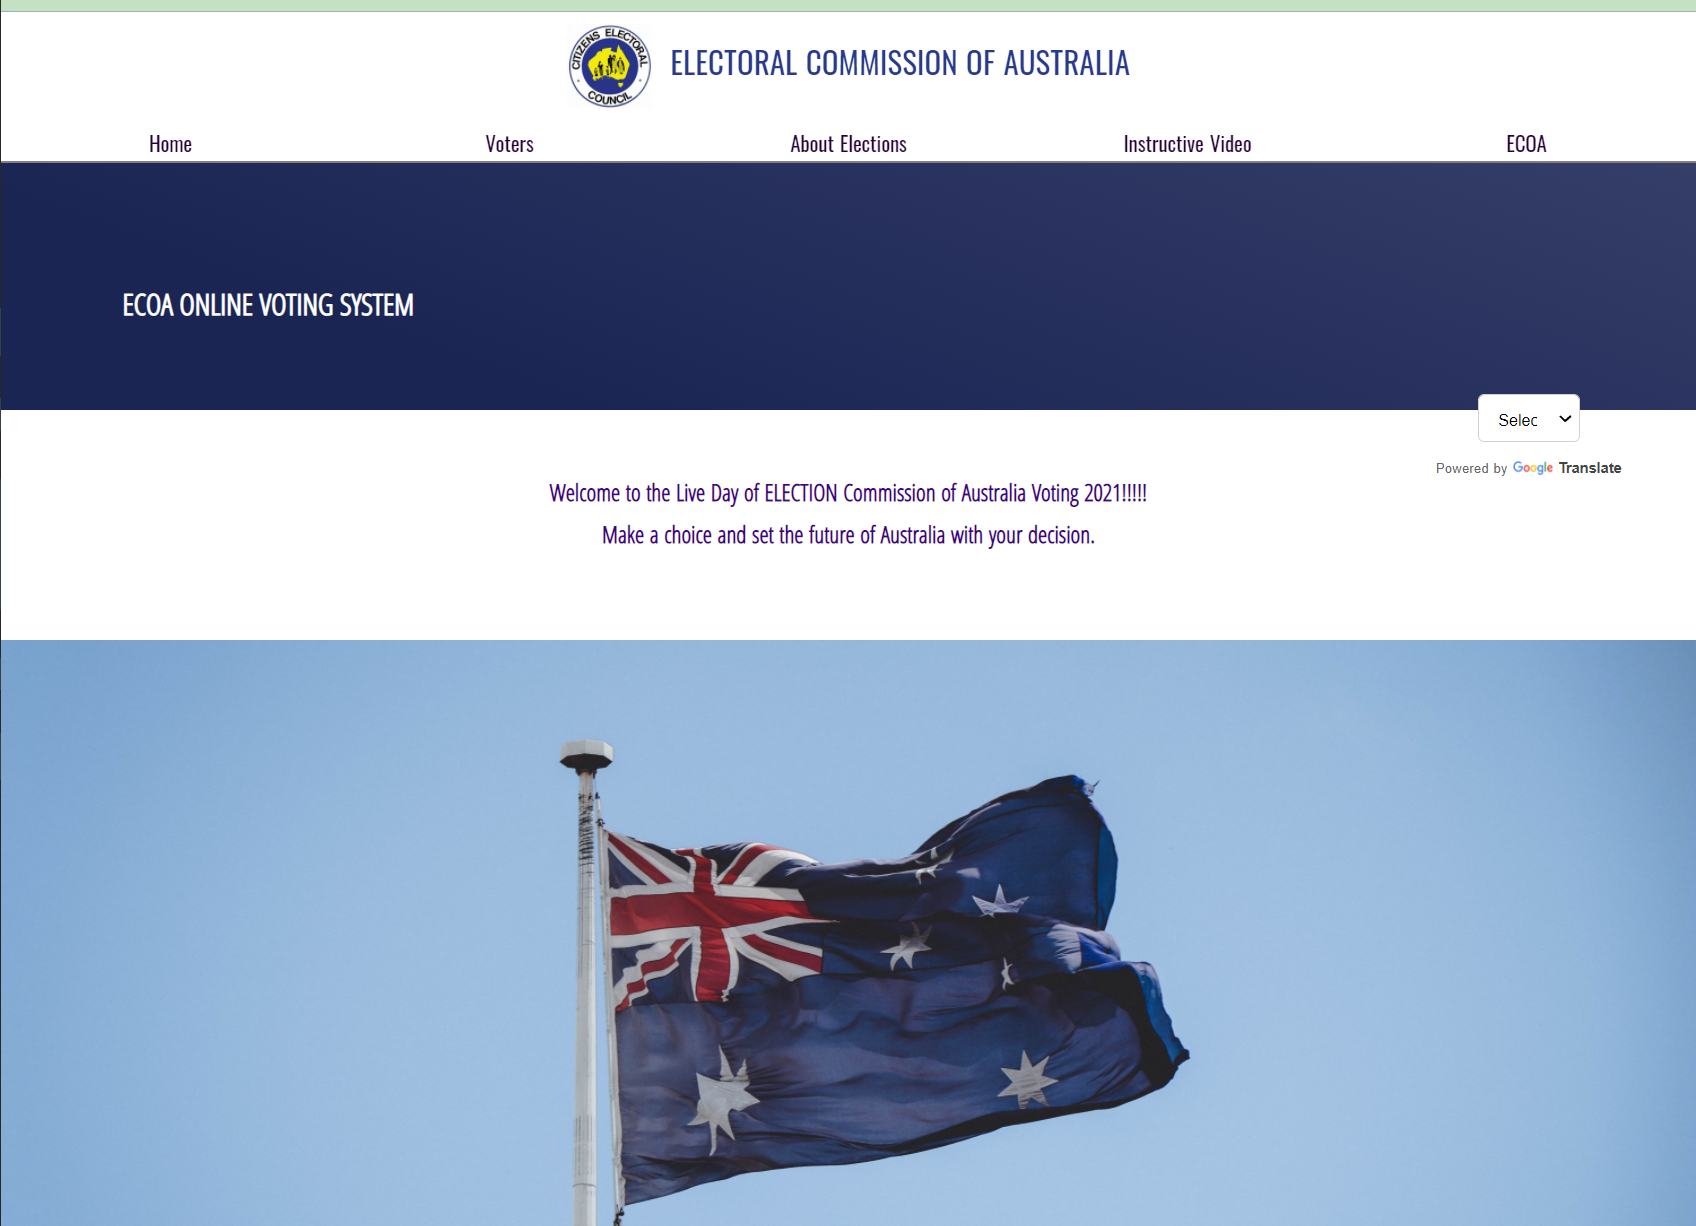 CITIZENS ELECTORAL
COUNCIL
ELECTORAL COMMISSION OF AUSTRALIA
Home
Voters
About Elections
Instructive Video
ECOA
ECOA ONLINE VOTING SYSTEM
Selec
Powered by Google Translate
Welcome to the Live Day of ELECTION Commission of Australia Voting 2021!!!!!
Make a choice and set the future of Australia with your decision.